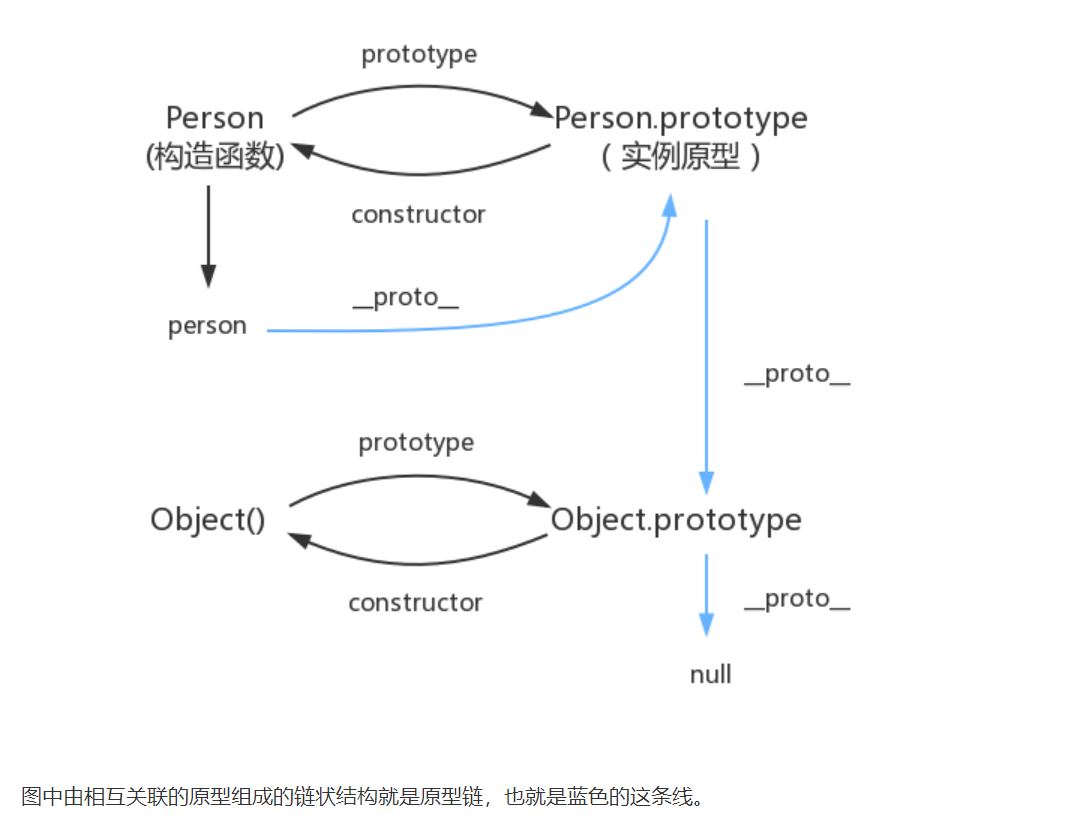 prototype
Person
Person.prototype
(构造函数)
（实例原型）
constructor
__proto__
person
__proto__
prototype
Object()
Object.prototype
constructor
__proto__
null
图中由相互关联的原型组成的链状结构就是原型链，也就是蓝色的这条线。